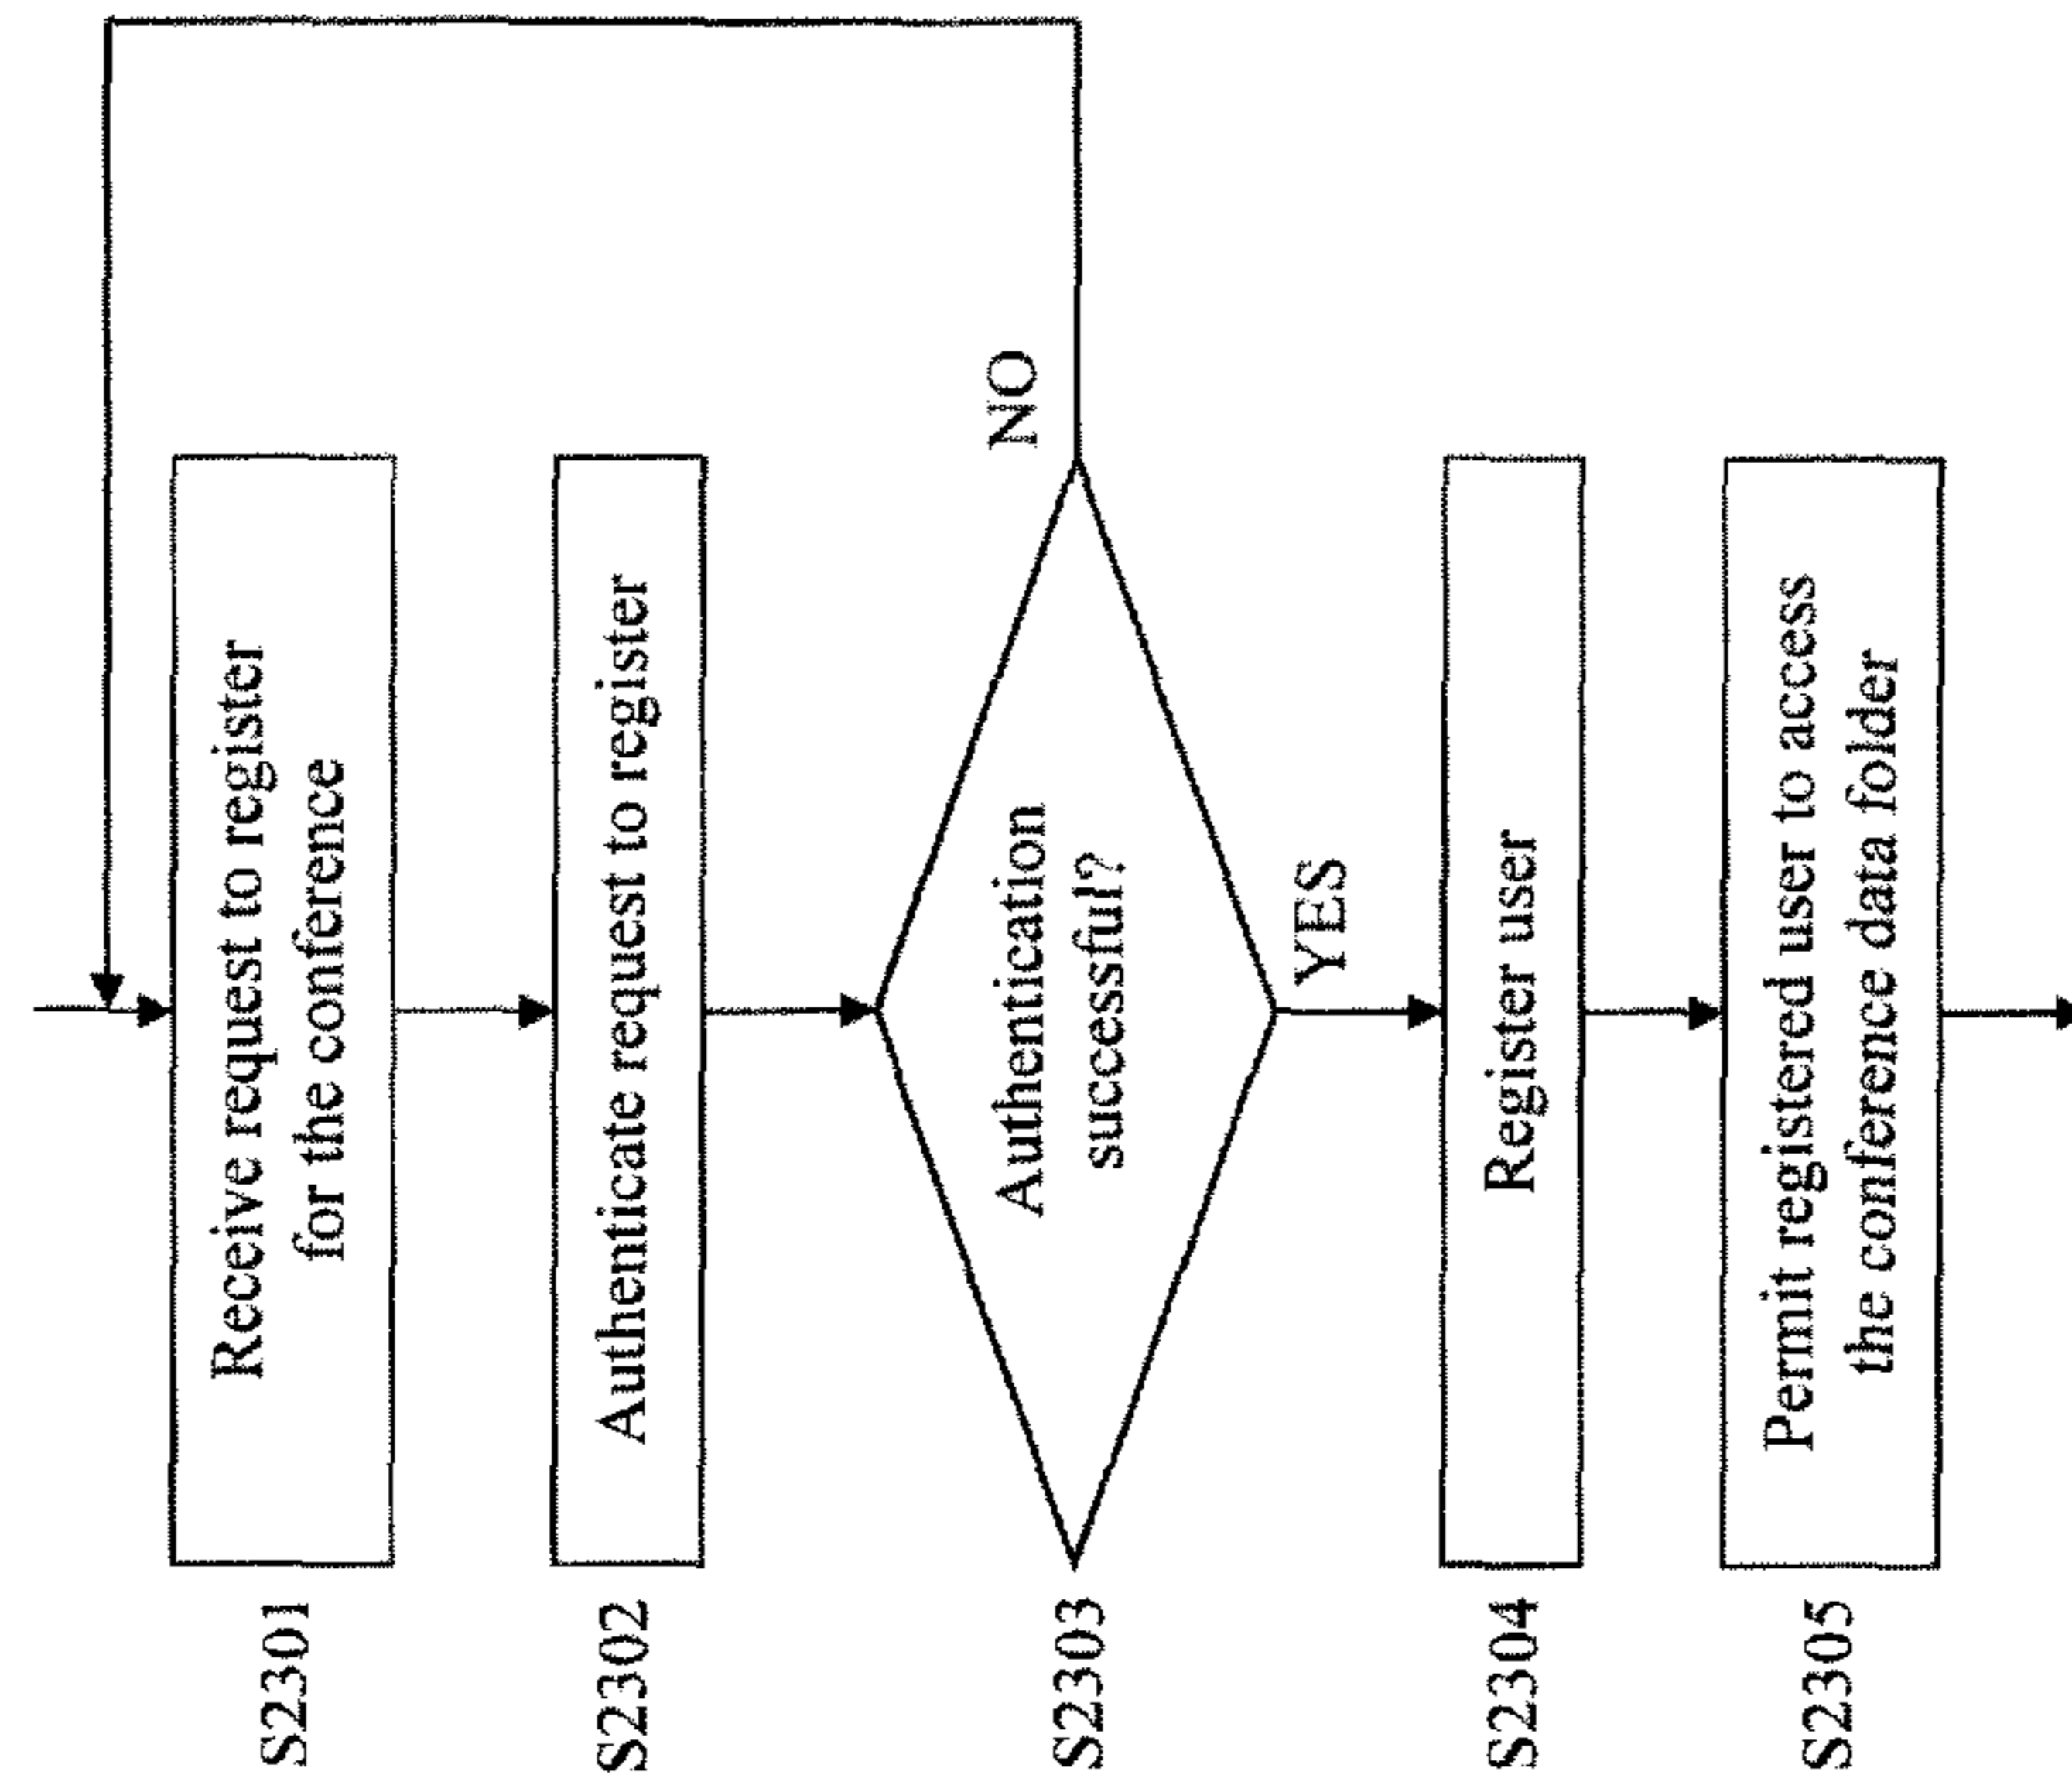 S2301
Receive request to register
for the conference
S2302
Authenticate request to register
S2303
Authentication
successful?
NO
YES
S2304
Register user
S2305
Permit registered user to access
the conference data folder